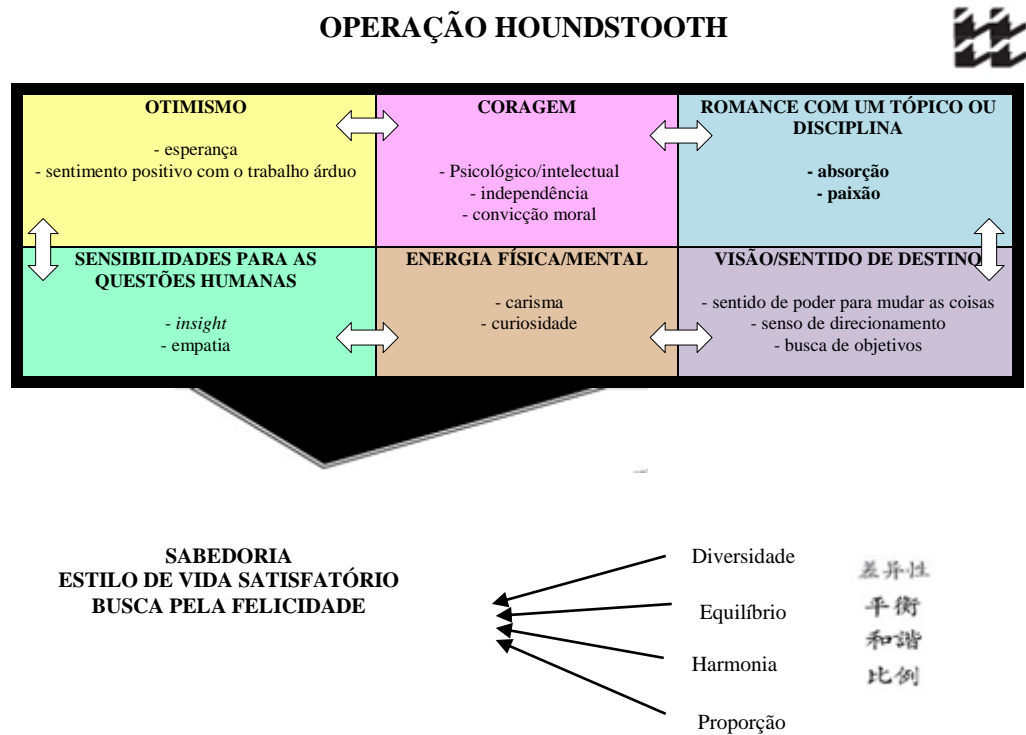 OPERAÇÃO HOUNDSTOOTH
OTIMISMO
- esperança
- sentimento positivo com o trabalho árduo
CORAGEM
- Psicológico/intelectual
- independência
- convicção moral
ROMANCE COM UM TÓPICO OU
DISCIPLINA
- absorção
- paixão
SENSIBILIDADES PARA AS
QUESTÕES HUMANAS
- insight
- empatia
ENERGIA FÍSICA/MENTAL
- carisma
- curiosidade
VISÃO/SENTIDO DE DESTINO
- sentido de poder para mudar as coisas
- senso de direcionamento
- busca de objetivos
SABEDORIA
ESTILO DE VIDA SATISFATÓRIO
BUSCA PELA FELICIDADE
Diversidade
Equilíbrio
Harmonia
Proporção
差异性
平衡
和谐
比例